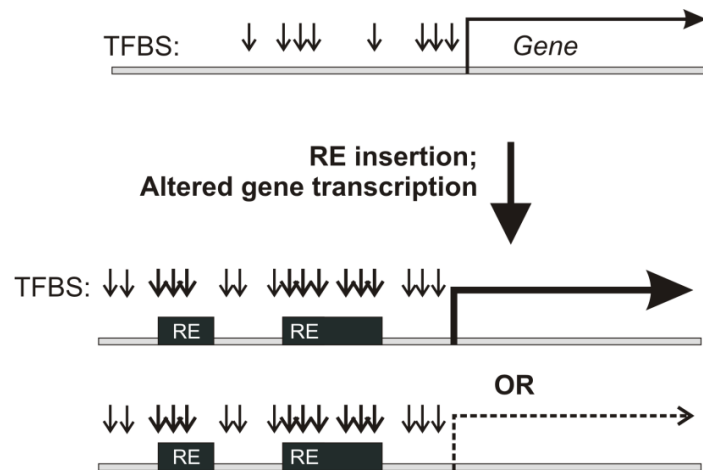 TFBS:
Gene
RE insertion;
Altered gene transcription
TFBS:
RE RE
OR
RE RE